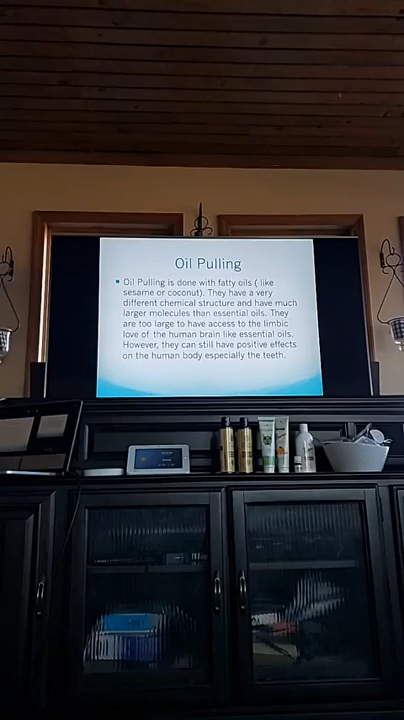 Oil Pulling
• Oil Pulling is done with fatty oils ( like
sesame or coconut). They have a very
different chemical structure and have much
larger molecules than essential oils. They
are too large to have access to the limbic
love of the human brain like essential oils.
However, they can still have positive effects
on the human body especially the teeth.